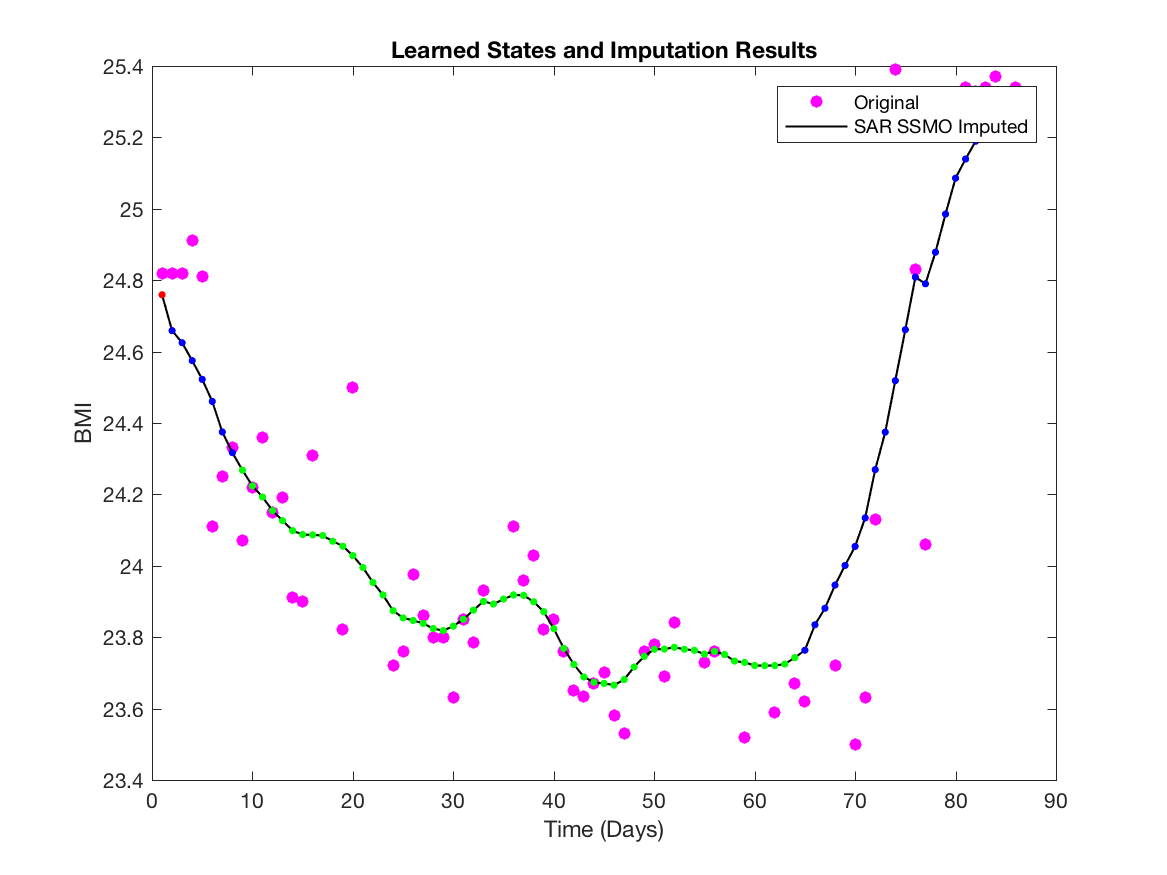 Learned States and Imputation Results
Original
SAR SSMO Imputed
BMI
25.4
25.2
25
24.8
24.6
24.4
24.2
24
23.8
23.6
23.4
0 10 20 30 40 50 60 70 80 90
Time (Days)